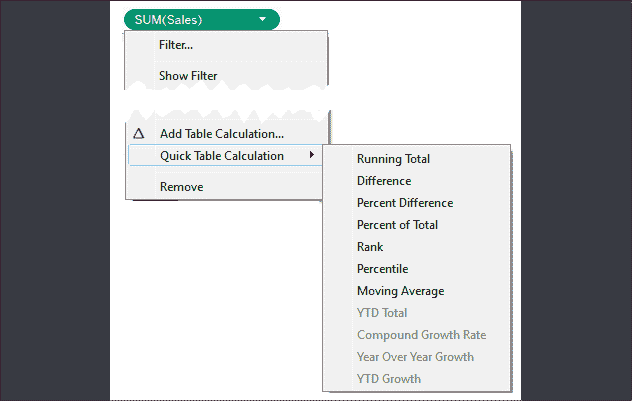 SUM(Sales)
Filter...
Show Filter
Add Table Calculation...
Quick Table Calculation
Remove
Running Total
Difference
Percent Difference
Percent of Total
Rank
Percentile
Moving Average
YTD Total
Compound Growth Rate
Year Over Year Growth
YTD Growth